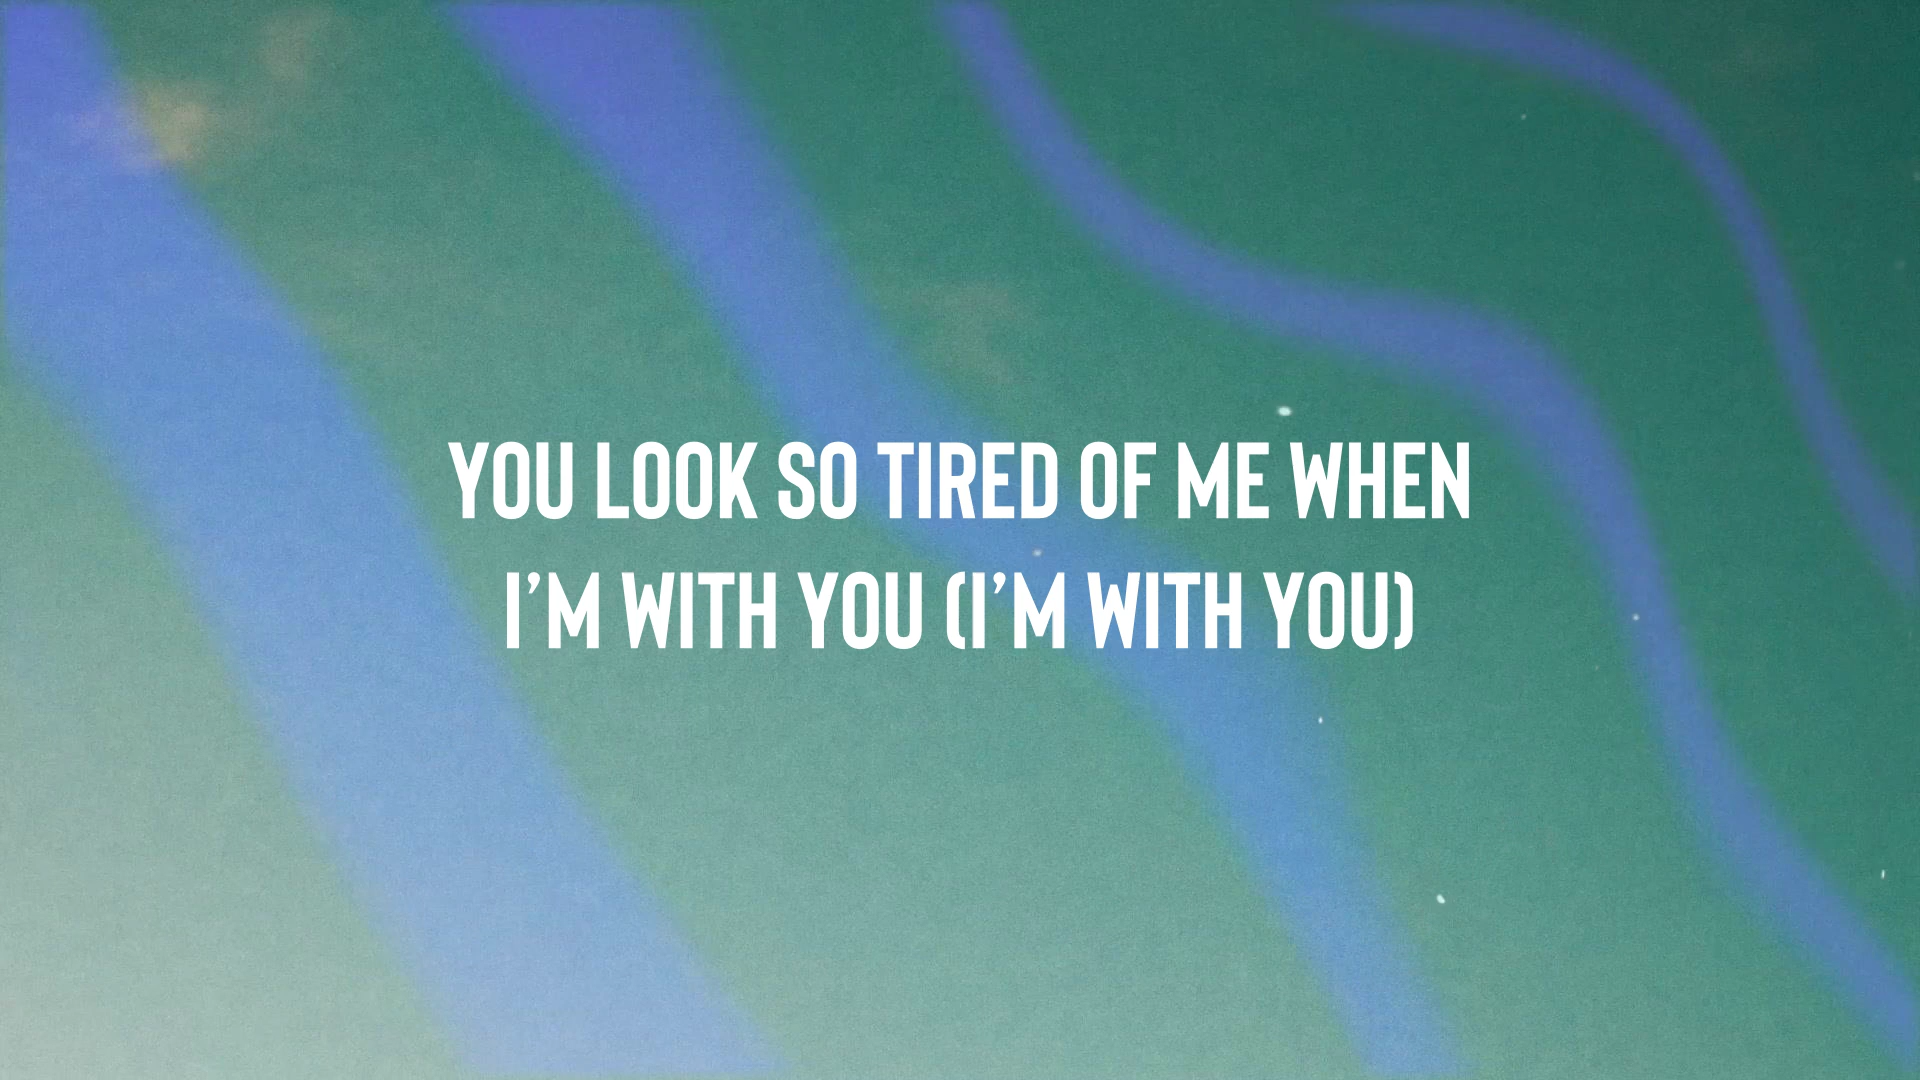 YOU LOOK SO TIRED OF ME WHEN
I’M WITH YOU (I’M WITH YOU)